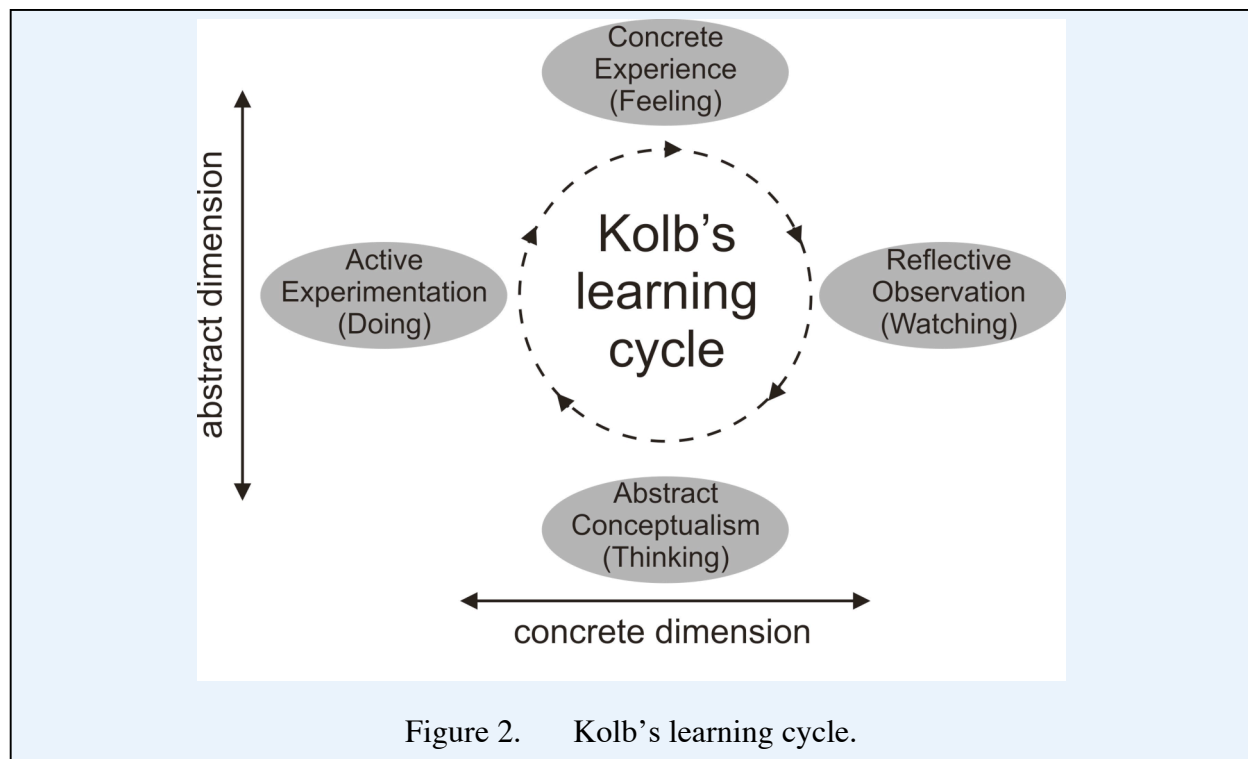 Concrete
Experience
(Feeling)
abstract dimension
Active
Experimentation
(Doing)
Kolb's
learning
cycle
Reflective
Observation
(Watching)
Abstract
Conceptualism
(Thinking)
concrete dimension
Figure 2. Kolb's learning cycle.